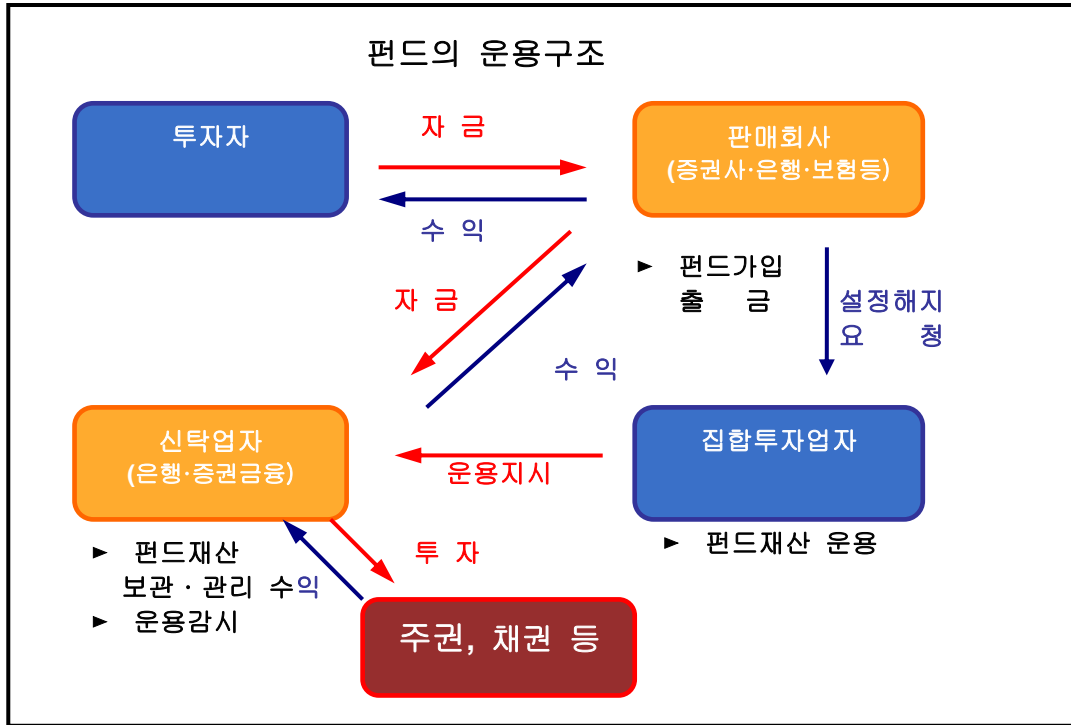 펀드의 운용구조
투자자
자 금
판매회사
(증권사·은행·보험등)
수 익
► 펀드가입
출 금
자 금
설정해지
요 청
수 익
신탁업자
(은행·증권금융)
집합투자업자
운용지시
► 펀드재산 운용
► 펀드재산
보관 · 관리 수익
► 운용감시
투 자
주권, 채권 등